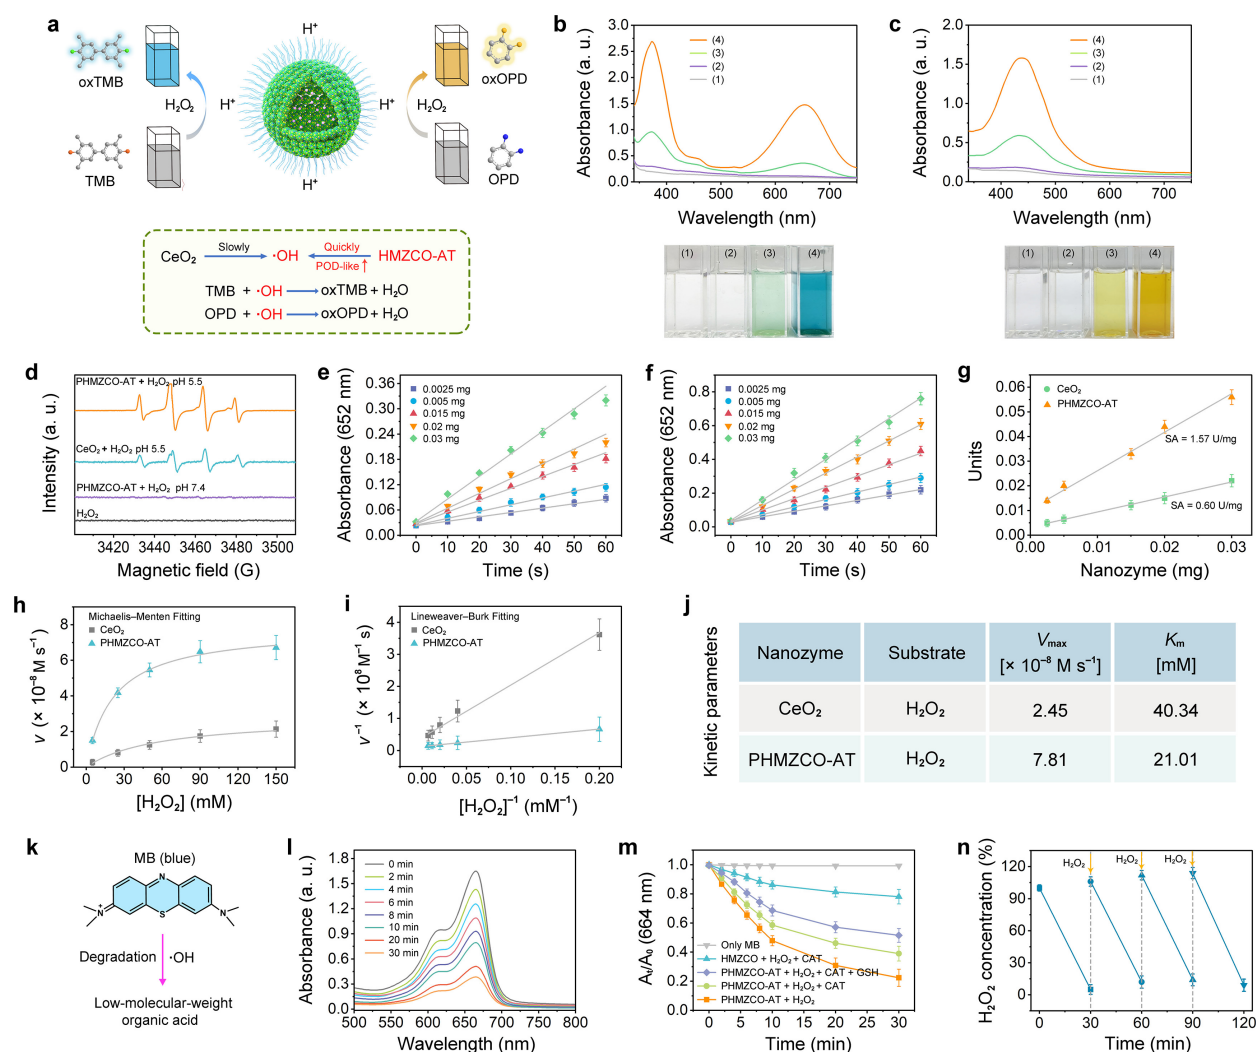 a
H⁺
H⁺
H⁺
H⁺
oxTMB
H₂O₂
TMB
oxOPD
H₂O₂
OPD
CeO₂
Slowly
·OH
Quickly
POD-like↑
HMZCO-AT
TMB + ·OH → oxTMB + H₂O
OPD + ·OH → oxOPD + H₂O
b
Absorbance (a. u.)
3.0
2.5
2.0
1.5
1.0
0.5
0.0
(4)
(3)
(2)
(1)
400 500 600 700
Wavelength (nm)
(1) (2) (3) (4)
c
Absorbance (a. u.)
2.0
1.5
1.0
0.5
0.0
(4)
(3)
(2)
(1)
400 500 600 700
Wavelength (nm)
(1) (2) (3) (4)
d
Intensity (a. u.)
PHMZCO-AT + H₂O₂ pH 5.5
CeO₂ + H₂O₂ pH 5.5
PHMZCO-AT + H₂O₂ pH 7.4
H₂O₂
3420 3440 3460 3480 3500
Magnetic field (G)
e
Absorbance (652 nm)
0.36
0.30
0.24
0.18
0.12
0.06
0.00
0.0025 mg
0.005 mg
0.015 mg
0.02 mg
0.03 mg
0 10 20 30 40 50 60
Time (s)
f
Absorbance (652 nm)
0.8
0.6
0.4
0.2
0.0
0.0025 mg
0.005 mg
0.015 mg
0.02 mg
0.03 mg
0 10 20 30 40 50 60
Time (s)
g
Units
0.06
0.05
0.04
0.03
0.02
0.01
0.00
CeO₂
PHMZCO-AT
SA = 1.57 U/mg
SA = 0.60 U/mg
0.00 0.01 0.02 0.03
Nanozyme (mg)
h
v (× 10⁻⁸ M s⁻¹)
8
6
4
2
0
Michaelis–Menten Fitting
CeO₂
PHMZCO-AT
0 30 60 90 120 150
[H₂O₂] (mM)
i
v⁻¹ (× 10⁸ M⁻¹ s)
4
3
2
1
0
Lineweaver–Burk Fitting
CeO₂
PHMZCO-AT
0.00 0.05 0.10 0.15 0.20
[H₂O₂]⁻¹ (mM⁻¹)
j
Kinetic parameters
Nanozyme Substrate Vmax [× 10⁻⁸ M s⁻¹] Km [mM]
CeO₂ H₂O₂ 2.45 40.34
PHMZCO-AT H₂O₂ 7.81 21.01
k
MB (blue)
N
N⁺
S
N
Degradation
·OH
Low-molecular-weight
organic acid
l
Absorbance (a. u.)
1.8
1.5
1.2
0.9
0.6
0.3
0.0
0 min
2 min
4 min
6 min
8 min
10 min
20 min
30 min
500 550 600 650 700 750 800
Wavelength (nm)
m
Aₜ/A₀ (664 nm)
1.0
0.8
0.6
0.4
0.2
0.0
Only MB
HMZCO + H₂O₂ + CAT
PHMZCO-AT + H₂O₂ + CAT + GSH
PHMZCO-AT + H₂O₂ + CAT
PHMZCO-AT + H₂O₂
0 5 10 15 20 25 30
Time (min)
n
H₂O₂ concentration (%)
120
90
60
30
0
H₂O₂
H₂O₂
H₂O₂
0 30 60 90 120
Time (min)